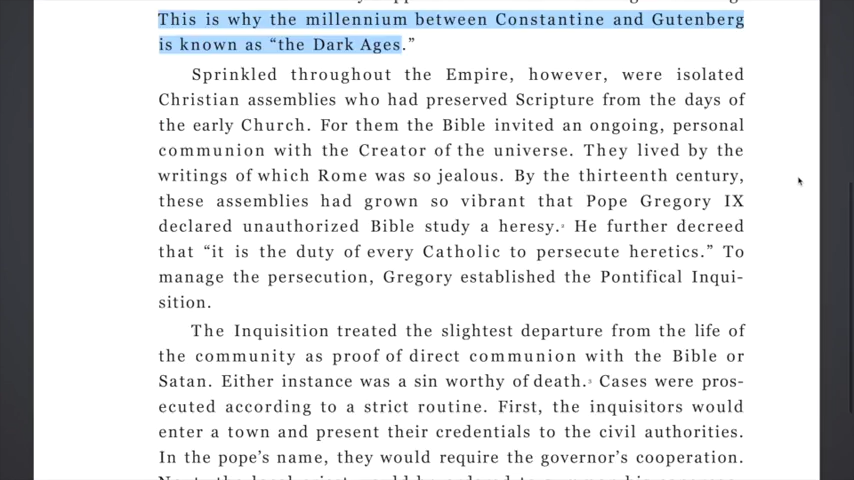 This is why the millennium between Constantine and Gutenberg
is known as “the Dark Ages.”
Sprinkled throughout the Empire, however, were isolated
Christian assemblies who had preserved Scripture from the days of
the early Church. For them the Bible invited an ongoing, personal
communion with the Creator of the universe. They lived by the
writings of which Rome was so jealous. By the thirteenth century,
these assemblies had grown so vibrant that Pope Gregory IX
declared unauthorized Bible study a heresy.² He further decreed
that “it is the duty of every Catholic to persecute heretics.” To
manage the persecution, Gregory established the Pontifical Inqui-
sition.
The Inquisition treated the slightest departure from the life of
the community as proof of direct communion with the Bible or
Satan. Either instance was a sin worthy of death.³ Cases were pros-
ecuted according to a strict routine. First, the inquisitors would
enter a town and present their credentials to the civil authorities.
In the pope’s name, they would require the governor’s cooperation.